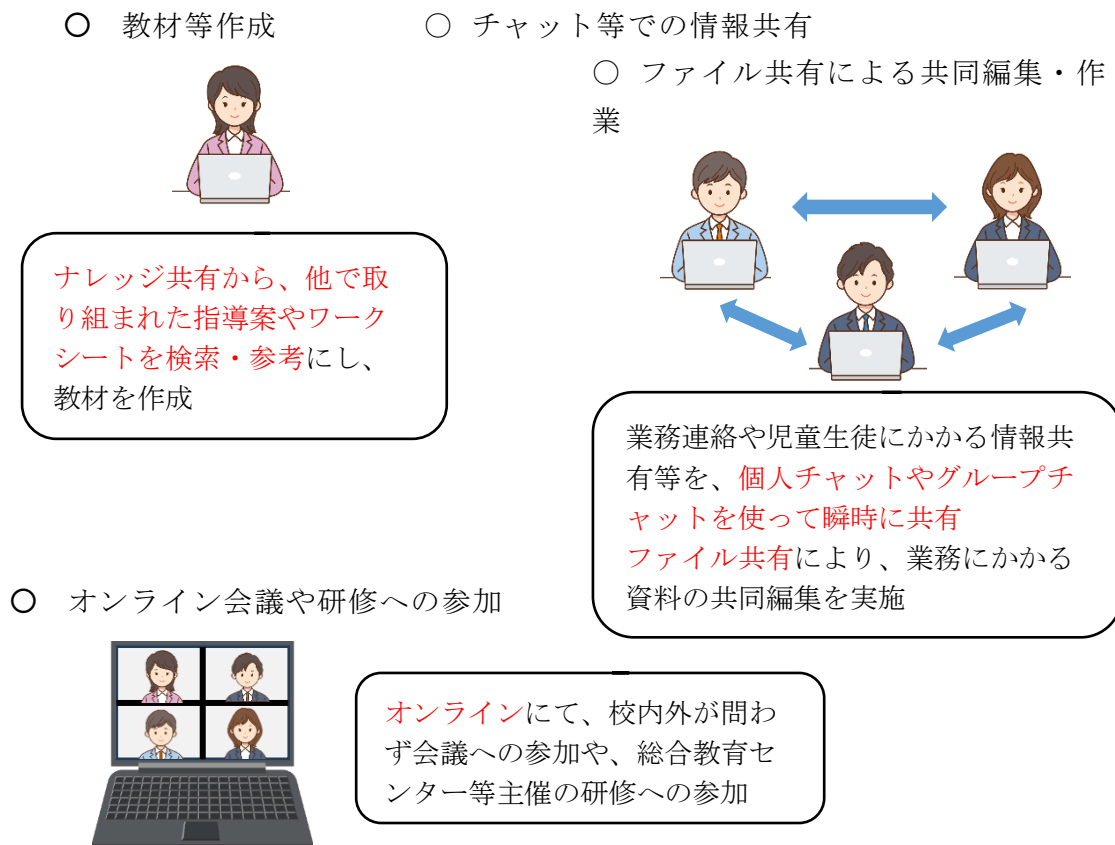 ○ 教材等作成
○ チャット等での情報共有
○ ファイル共有による共同編集・作
業
ナレッジ共有から、他で取
り組まれた指導案やワーク
シートを検索・参考にし、
教材を作成
業務連絡や児童生徒にかかる情報共
有等を、個人チャットやグループチ
ャットを使って瞬時に共有
ファイル共有により、業務にかかる
資料の共同編集を実施
○ オンライン会議や研修への参加
オンラインにて、校内外が問わ
ず会議への参加や、総合教育セ
ンター等主催の研修への参加